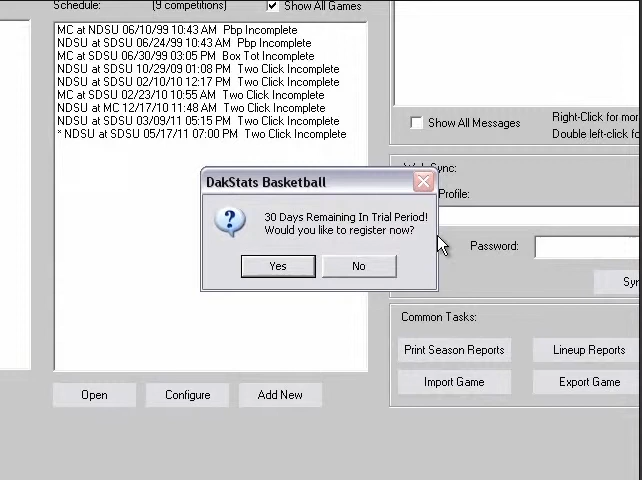 Schedule: (9 competitions) Show All Games
MC at NDSU 06/10/99 10:43 AM Pbp Incomplete
NDSU at SDSU 06/24/99 10:43 AM Pbp Incomplete
MC at SDSU 06/30/99 03:05 PM Box Tot Incomplete
NDSU at SDSU 10/29/09 01:08 PM Two Click Incomplete
NDSU at SDSU 02/10/10 12:17 PM Two Click Incomplete
MC at SDSU 02/23/10 10:55 AM Two Click Incomplete
NDSU at MC 12/17/10 11:48 AM Two Click Incomplete
NDSU at SDSU 03/09/11 05:15 PM Two Click Incomplete
* NDSU at SDSU 05/17/11 07:00 PM Two Click Incomplete
Show All Messages
Right-Click for mor
Double left-click fo
DakStats Basketball
30 Days Remaining In Trial Period!
Would you like to register now?
Yes
No
Sync:
Profile:
Password:
Syn
Common Tasks:
Print Season Reports
Lineup Reports
Import Game
Export Game
Open
Configure
Add New